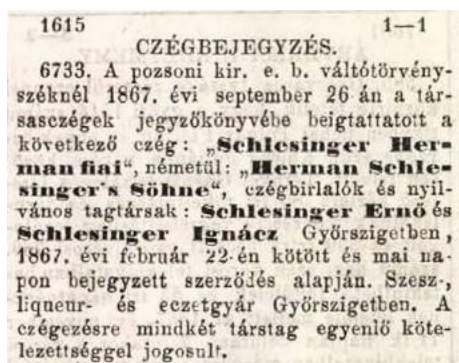 1615 1—1
CZÉGBEJEGYZÉS.
6733. A pozsoni kir. e. b. váltótörvény-
széknél 1867. évi september 26 án a tár-
sasczégek jegyzőkönyvébe beigtattatott a
következő czég: „Schlesinger Her-
man fiai“, németül: „Herman Schle-
singer's Söhne“, czégbirlalók és nyil-
vános tagtársak: Schlesinger Ernő és
Schlesinger Ignácz Győrszigetben,
1867. évi február 22-én kötött és mai na-
pon bejegyzett szerződés alapján. Szesz-,
liqueur- és eczetgyár Győrszigetben. A
czégezésre mindkét társtag egyenlő köte-
lezettséggel jogosult.